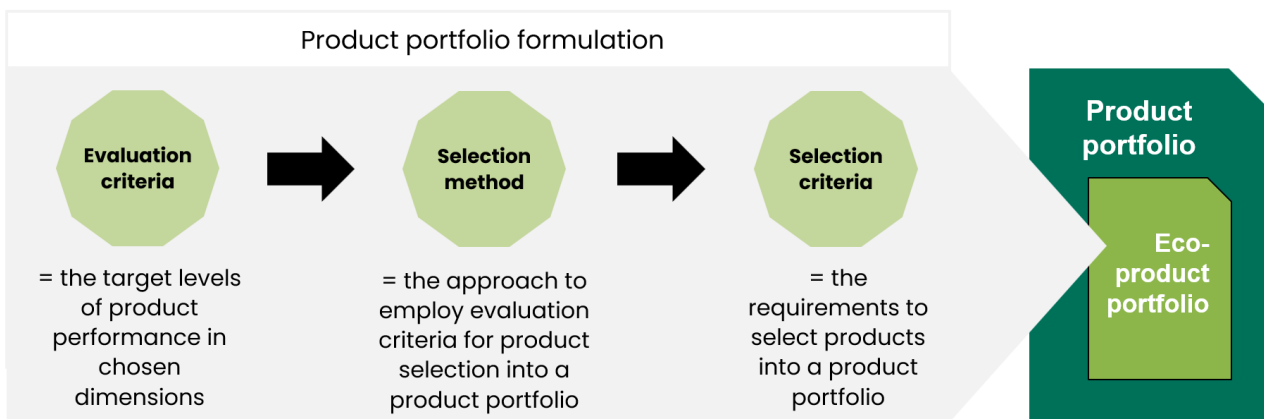 Product portfolio formulation
Evaluation
criteria
Selection
method
Selection
criteria
= the target levels
of product
performance in
chosen
dimensions
= the approach to
employ evaluation
criteria for product
selection into a
product portfolio
= the
requirements to
select products
into a product
portfolio
Product
portfolio
Eco-
product
portfolio